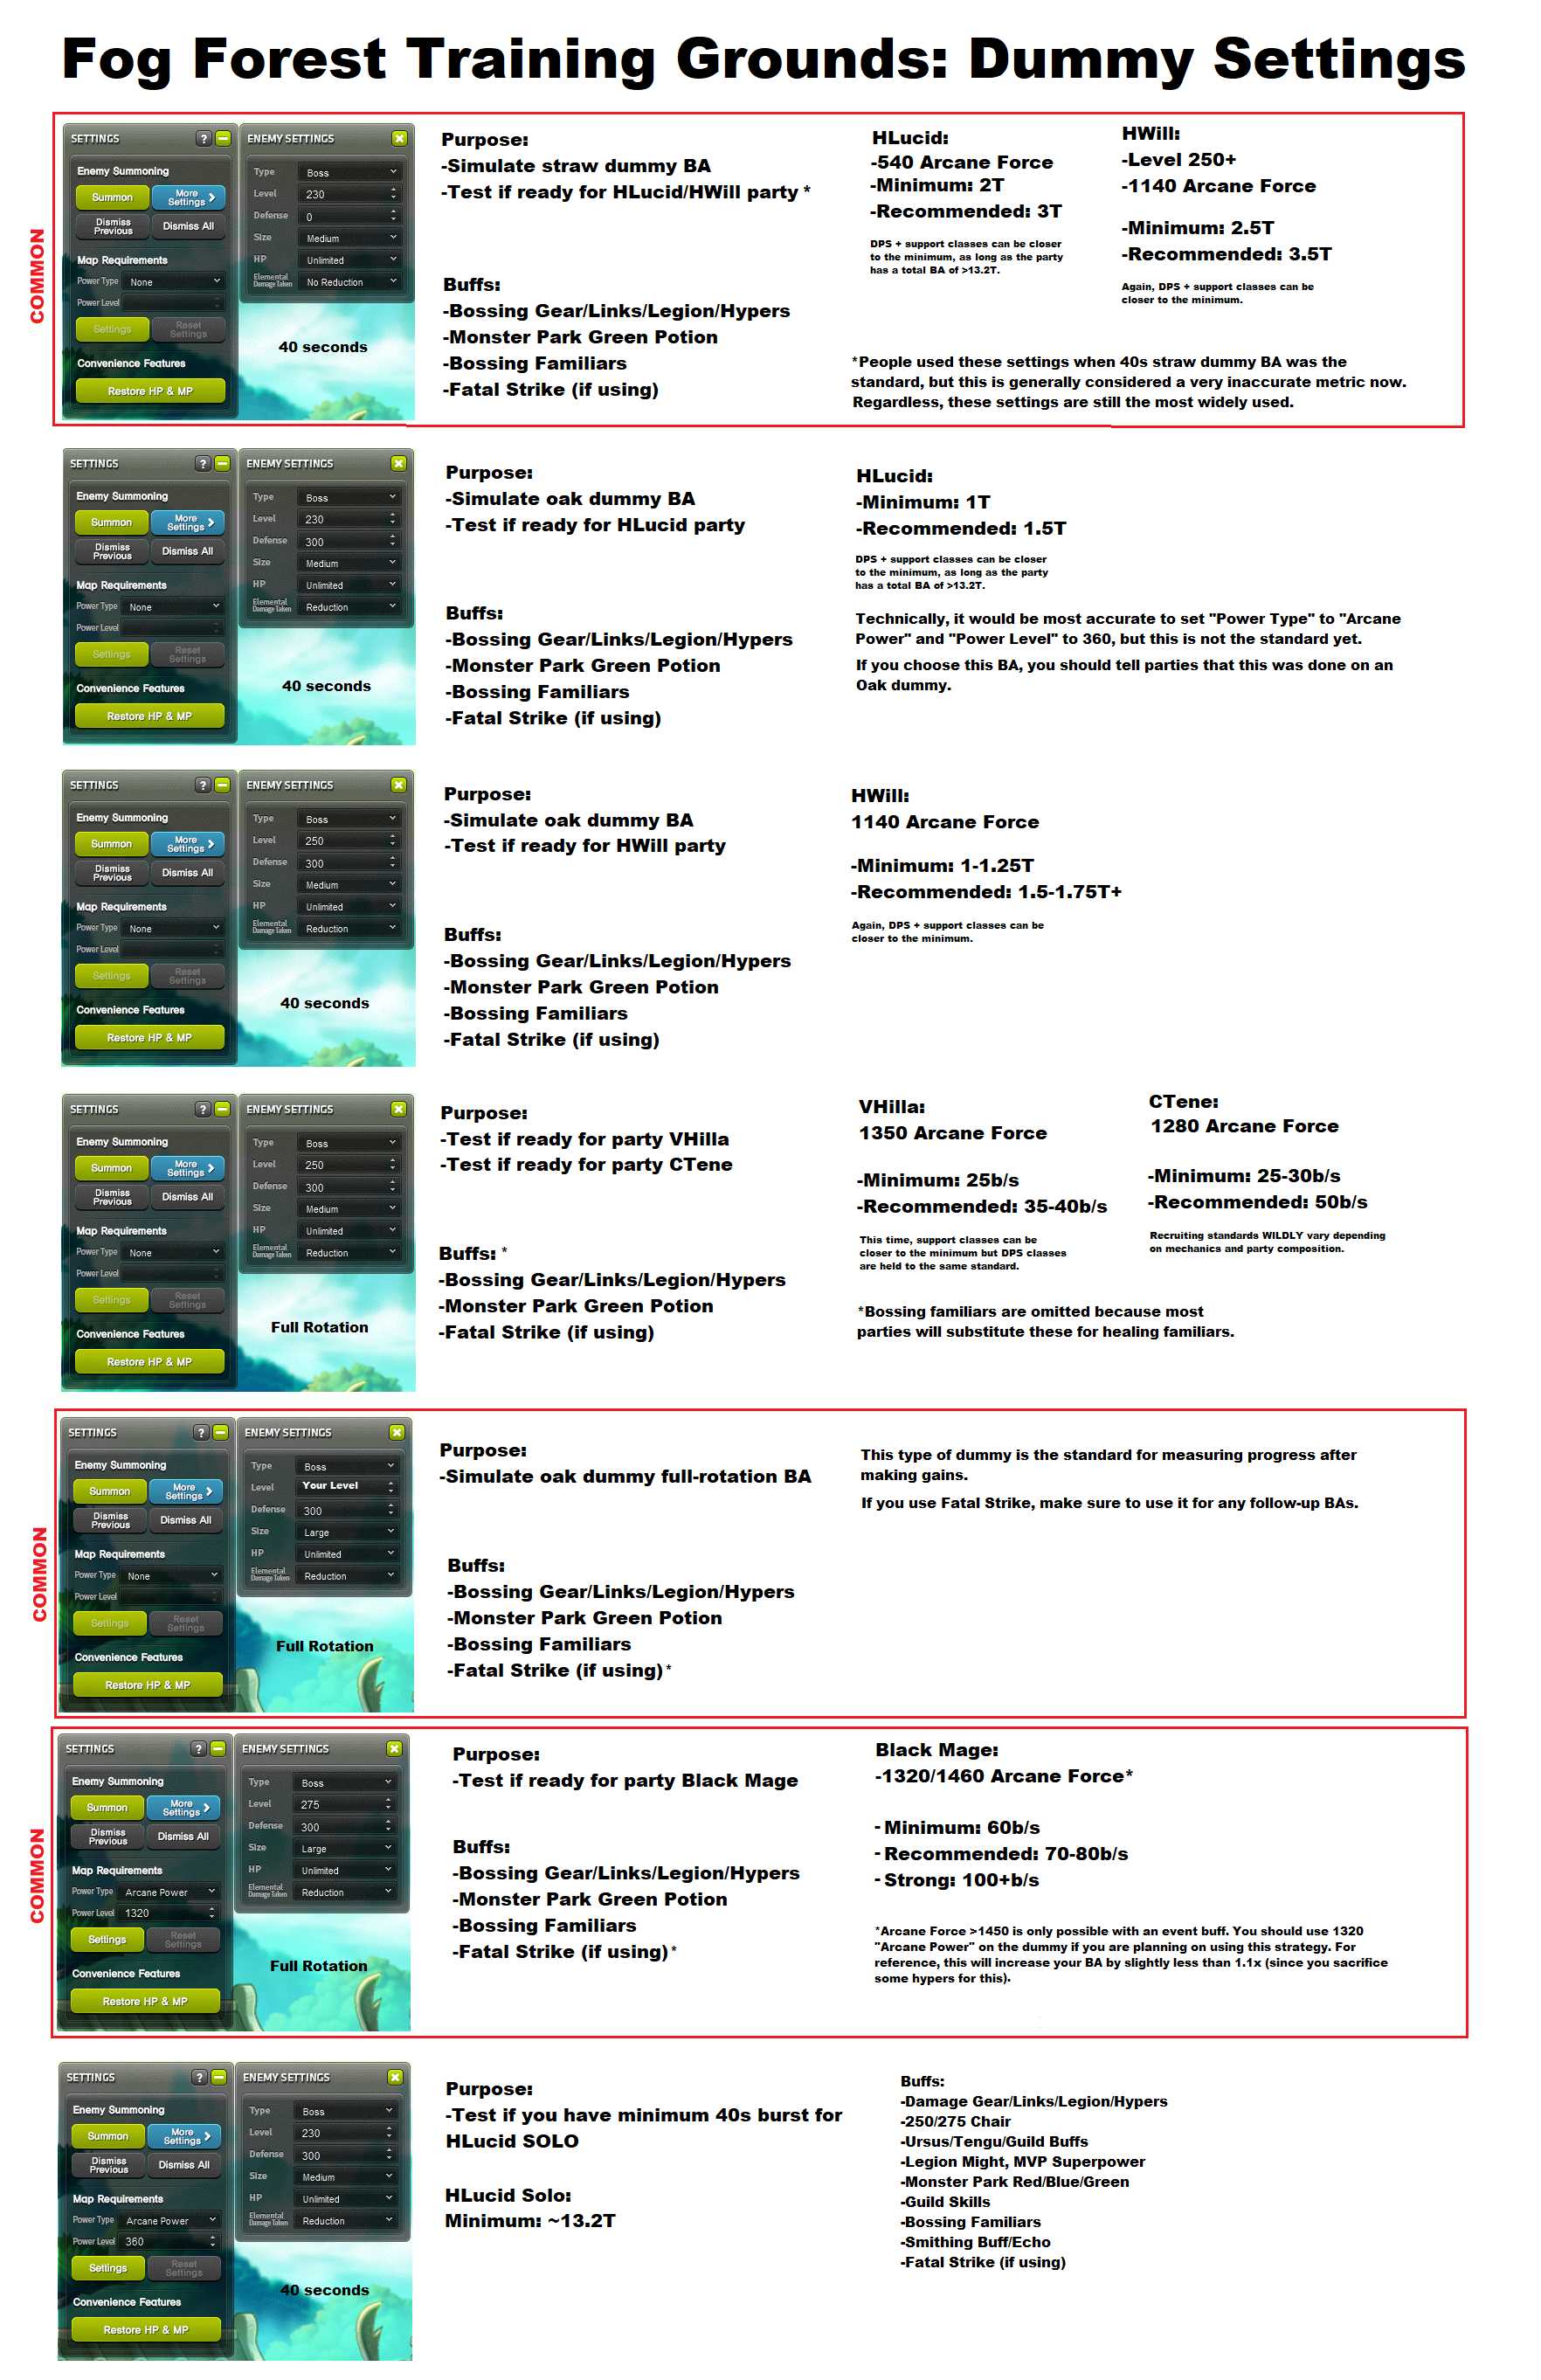 Fog Forest Training Grounds: Dummy Settings
COMMON
SETTINGS
?
Enemy Summoning
Summon
More
Settings
Dismiss
Previous
Dismiss All
Map Requirements
Power Type None
Power Level
Settings
Reset
Settings
Convenience Features
Restore HP & MP
ENEMY SETTINGS
Type Boss
Level 230
Defense 0
Size Medium
HP Unlimited
Elemental
Damage Taken No Reduction
40 seconds
Purpose:
-Simulate straw dummy BA
-Test if ready for HLucid/HWill party *
Buffs:
-Bossing Gear/Links/Legion/Hypers
-Monster Park Green Potion
-Bossing Familiars
-Fatal Strike (if using)
HLucid:
-540 Arcane Force
-Minimum: 2T
-Recommended: 3T
DPS + support classes can be closer
to the minimum, as long as the party
has a total BA of >13.2T.
HWill:
-Level 250+
-1140 Arcane Force
-Minimum: 2.5T
-Recommended: 3.5T
Again, DPS + support classes can be
closer to the minimum.
*People used these settings when 40s straw dummy BA was the
standard, but this is generally considered a very inaccurate metric now.
Regardless, these settings are still the most widely used.
SETTINGS
?
Enemy Summoning
Summon
More
Settings
Dismiss
Previous
Dismiss All
Map Requirements
Power Type None
Power Level
Settings
Reset
Settings
Convenience Features
Restore HP & MP
ENEMY SETTINGS
Type Boss
Level 230
Defense 300
Size Medium
HP Unlimited
Elemental
Damage Taken Reduction
40 seconds
Purpose:
-Simulate oak dummy BA
-Test if ready for HLucid party
Buffs:
-Bossing Gear/Links/Legion/Hypers
-Monster Park Green Potion
-Bossing Familiars
-Fatal Strike (if using)
HLucid:
-Minimum: 1T
-Recommended: 1.5T
DPS + support classes can be closer
to the minimum, as long as the party
has a total BA of >13.2T.
Technically, it would be most accurate to set "Power Type" to "Arcane
Power" and "Power Level" to 360, but this is not the standard yet.
If you choose this BA, you should tell parties that this was done on an
Oak dummy.
SETTINGS
?
Enemy Summoning
Summon
More
Settings
Dismiss
Previous
Dismiss All
Map Requirements
Power Type None
Power Level
Settings
Reset
Settings
Convenience Features
Restore HP & MP
ENEMY SETTINGS
Type Boss
Level 250
Defense 300
Size Medium
HP Unlimited
Elemental
Damage Taken Reduction
40 seconds
Purpose:
-Simulate oak dummy BA
-Test if ready for HWill party
Buffs:
-Bossing Gear/Links/Legion/Hypers
-Monster Park Green Potion
-Bossing Familiars
-Fatal Strike (if using)
HWill:
1140 Arcane Force
-Minimum: 1-1.25T
-Recommended: 1.5-1.75T+
Again, DPS + support classes can be
closer to the minimum.
SETTINGS
?
Enemy Summoning
Summon
More
Settings
Dismiss
Previous
Dismiss All
Map Requirements
Power Type None
Power Level
Settings
Reset
Settings
Convenience Features
Restore HP & MP
ENEMY SETTINGS
Type Boss
Level 250
Defense 300
Size Medium
HP Unlimited
Elemental
Damage Taken Reduction
Full Rotation
Purpose:
-Test if ready for party VHilla
-Test if ready for party CTene
Buffs: *
-Bossing Gear/Links/Legion/Hypers
-Monster Park Green Potion
-Fatal Strike (if using)
VHilla:
1350 Arcane Force
-Minimum: 25b/s
-Recommended: 35-40b/s
This time, support classes can be
closer to the minimum but DPS classes
are held to the same standard.
CTene:
1280 Arcane Force
-Minimum: 25-30b/s
-Recommended: 50b/s
Recruiting standards WILDLY vary depending
on mechanics and party composition.
*Bossing familiars are omitted because most
parties will substitute these for healing familiars.
COMMON
SETTINGS
?
Enemy Summoning
Summon
More
Settings
Dismiss
Previous
Dismiss All
Map Requirements
Power Type None
Power Level
Settings
Reset
Settings
Convenience Features
Restore HP & MP
ENEMY SETTINGS
Type Boss
Level Your Level
Defense 300
Size Large
HP Unlimited
Elemental
Damage Taken Reduction
Full Rotation
Purpose:
-Simulate oak dummy full-rotation BA
Buffs:
-Bossing Gear/Links/Legion/Hypers
-Monster Park Green Potion
-Bossing Familiars
-Fatal Strike (if using)*
This type of dummy is the standard for measuring progress after
making gains.
If you use Fatal Strike, make sure to use it for any follow-up BAs.
COMMON
SETTINGS
?
Enemy Summoning
Summon
More
Settings
Dismiss
Previous
Dismiss All
Map Requirements
Power Type Arcane Power
Power Level 1320
Settings
Reset
Settings
Convenience Features
Restore HP & MP
ENEMY SETTINGS
Type Boss
Level 275
Defense 300
Size Large
HP Unlimited
Elemental
Damage Taken Reduction
Full Rotation
Purpose:
-Test if ready for party Black Mage
Buffs:
-Bossing Gear/Links/Legion/Hypers
-Monster Park Green Potion
-Bossing Familiars
-Fatal Strike (if using)*
Black Mage:
-1320/1460 Arcane Force*
- Minimum: 60b/s
- Recommended: 70-80b/s
- Strong: 100+b/s
*Arcane Force >1450 is only possible with an event buff. You should use 1320
"Arcane Power" on the dummy if you are planning on using this strategy. For
reference, this will increase your BA by slightly less than 1.1x (since you sacrifice
some hypers for this).
SETTINGS
?
Enemy Summoning
Summon
More
Settings
Dismiss
Previous
Dismiss All
Map Requirements
Power Type Arcane Power
Power Level 360
Settings
Reset
Settings
Convenience Features
Restore HP & MP
ENEMY SETTINGS
Type Boss
Level 230
Defense 300
Size Medium
HP Unlimited
Elemental
Damage Taken Reduction
40 seconds
Purpose:
-Test if you have minimum 40s burst for
HLucid SOLO
HLucid Solo:
Minimum: ~13.2T
Buffs:
-Damage Gear/Links/Legion/Hypers
-250/275 Chair
-Ursus/Tengu/Guild Buffs
-Legion Might, MVP Superpower
-Monster Park Red/Blue/Green
-Guild Skills
-Bossing Familiars
-Smithing Buff/Echo
-Fatal Strike (if using)